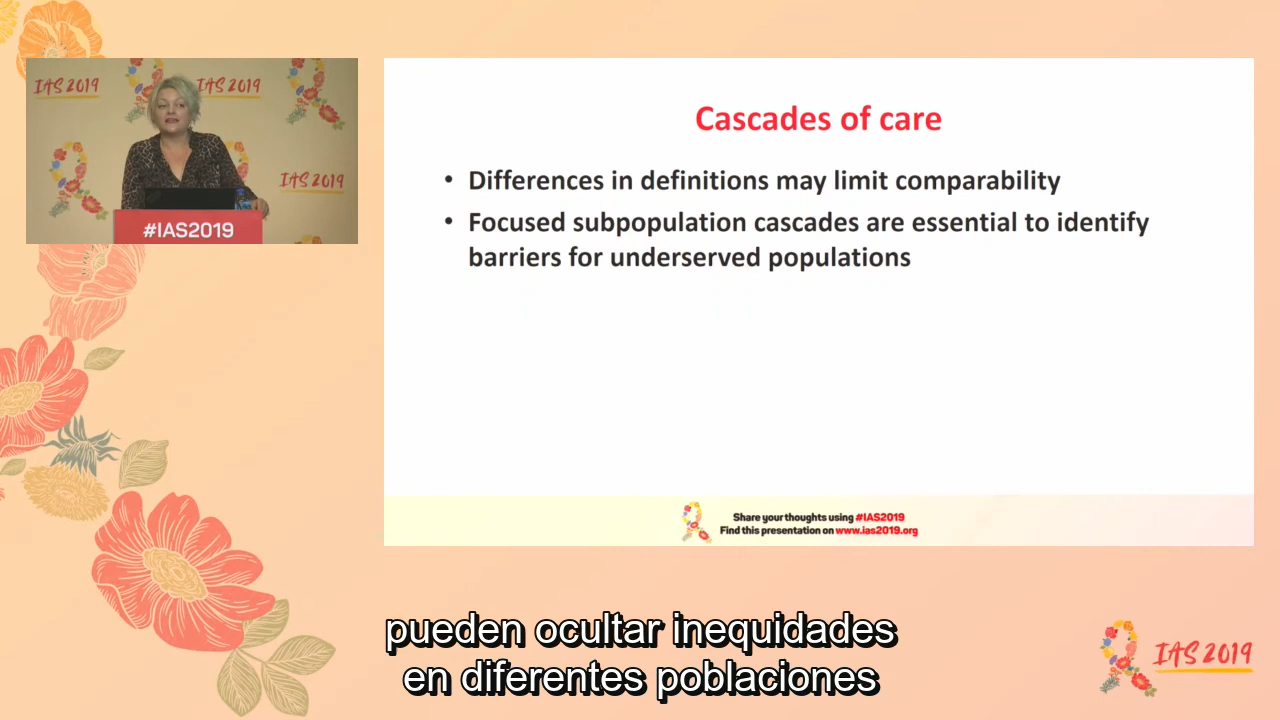 IAS 2019
IAS 2019
IAS 2019
#IAS2019
Cascades of care
• Differences in definitions may limit comparability
• Focused subpopulation cascades are essential to identify
barriers for underserved populations
Share your thoughts using #IAS2019
Find this presentation on www.ias2019.org
pueden ocultar inequidades
en diferentes poblaciones
IAS 2019